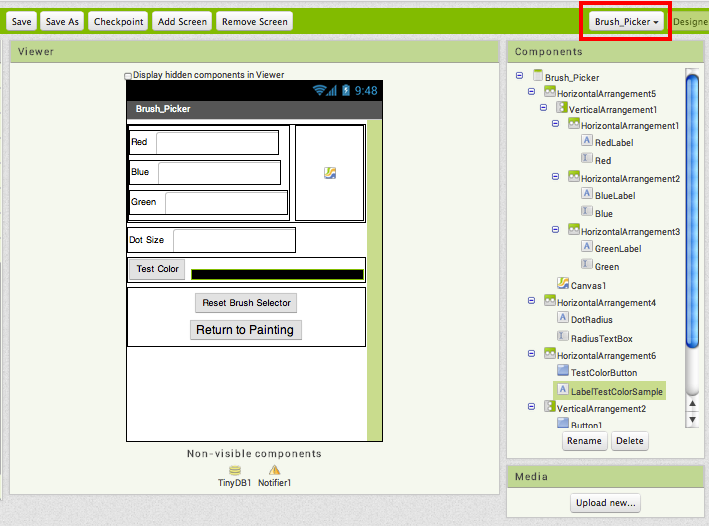 Save Save As Checkpoint Add Screen Remove Screen Brush_Picker Designe
Viewer
Display hidden components in Viewer
9:48
Brush_Picker
Red
Blue
Green
Dot Size
Test Color
Reset Brush Selector
Return to Painting
Non-visible components
TinyDB1 Notifier1
Components
Brush_Picker
HorizontalArrangement5
VerticalArrangement1
HorizontalArrangement1
RedLabel
Red
HorizontalArrangement2
BlueLabel
Blue
HorizontalArrangement3
GreenLabel
Green
Canvas1
HorizontalArrangement4
DotRadius
RadiusTextBox
HorizontalArrangement6
TestColorButton
LabelTestColorSample
VerticalArrangement2
Button1
Rename Delete
Media
Upload new...